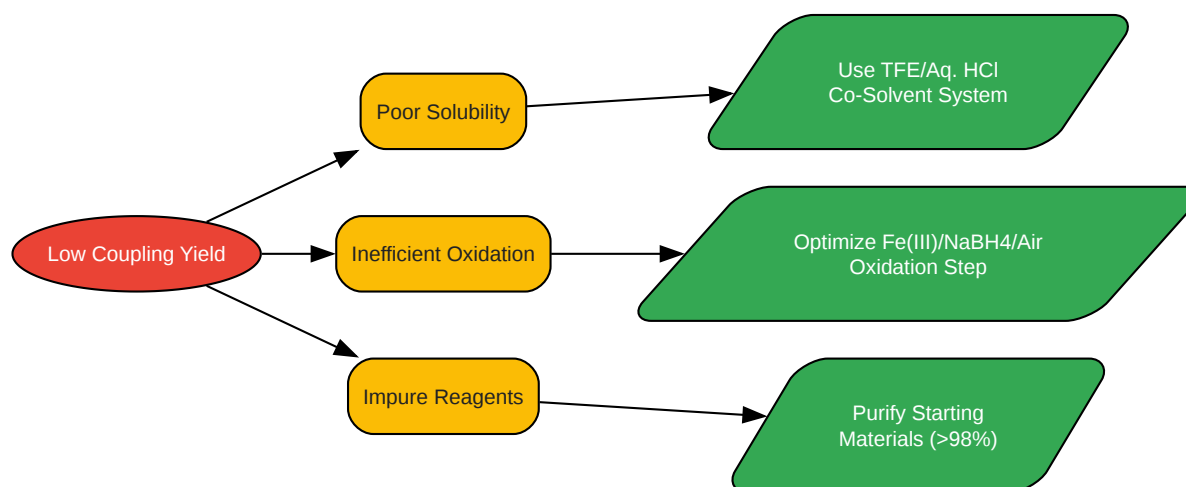 Low Coupling Yield
Poor Solubility
Inefficient Oxidation
Impure Reagents
Use TFE/Aq. HCl
Co-Solvent System
Optimize Fe(III)/NaBH4/Air
Oxidation Step
Purify Starting
Materials (>98%)